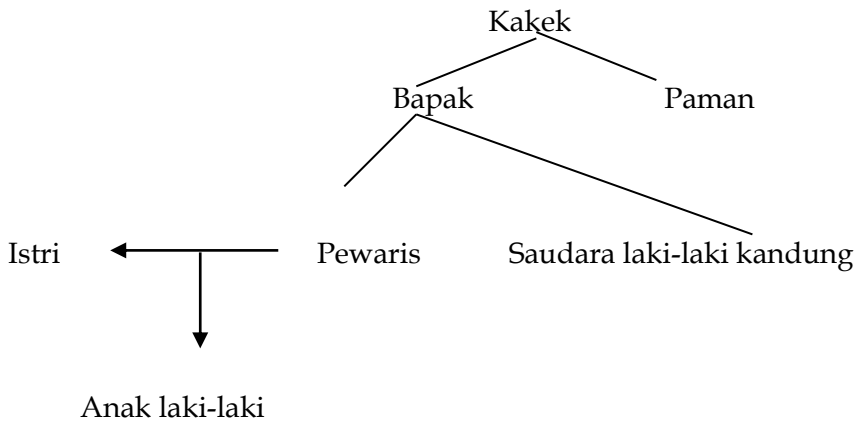 Kakek
Bapak Paman
Istri Pewaris Saudara laki-laki kandung
Anak laki-laki